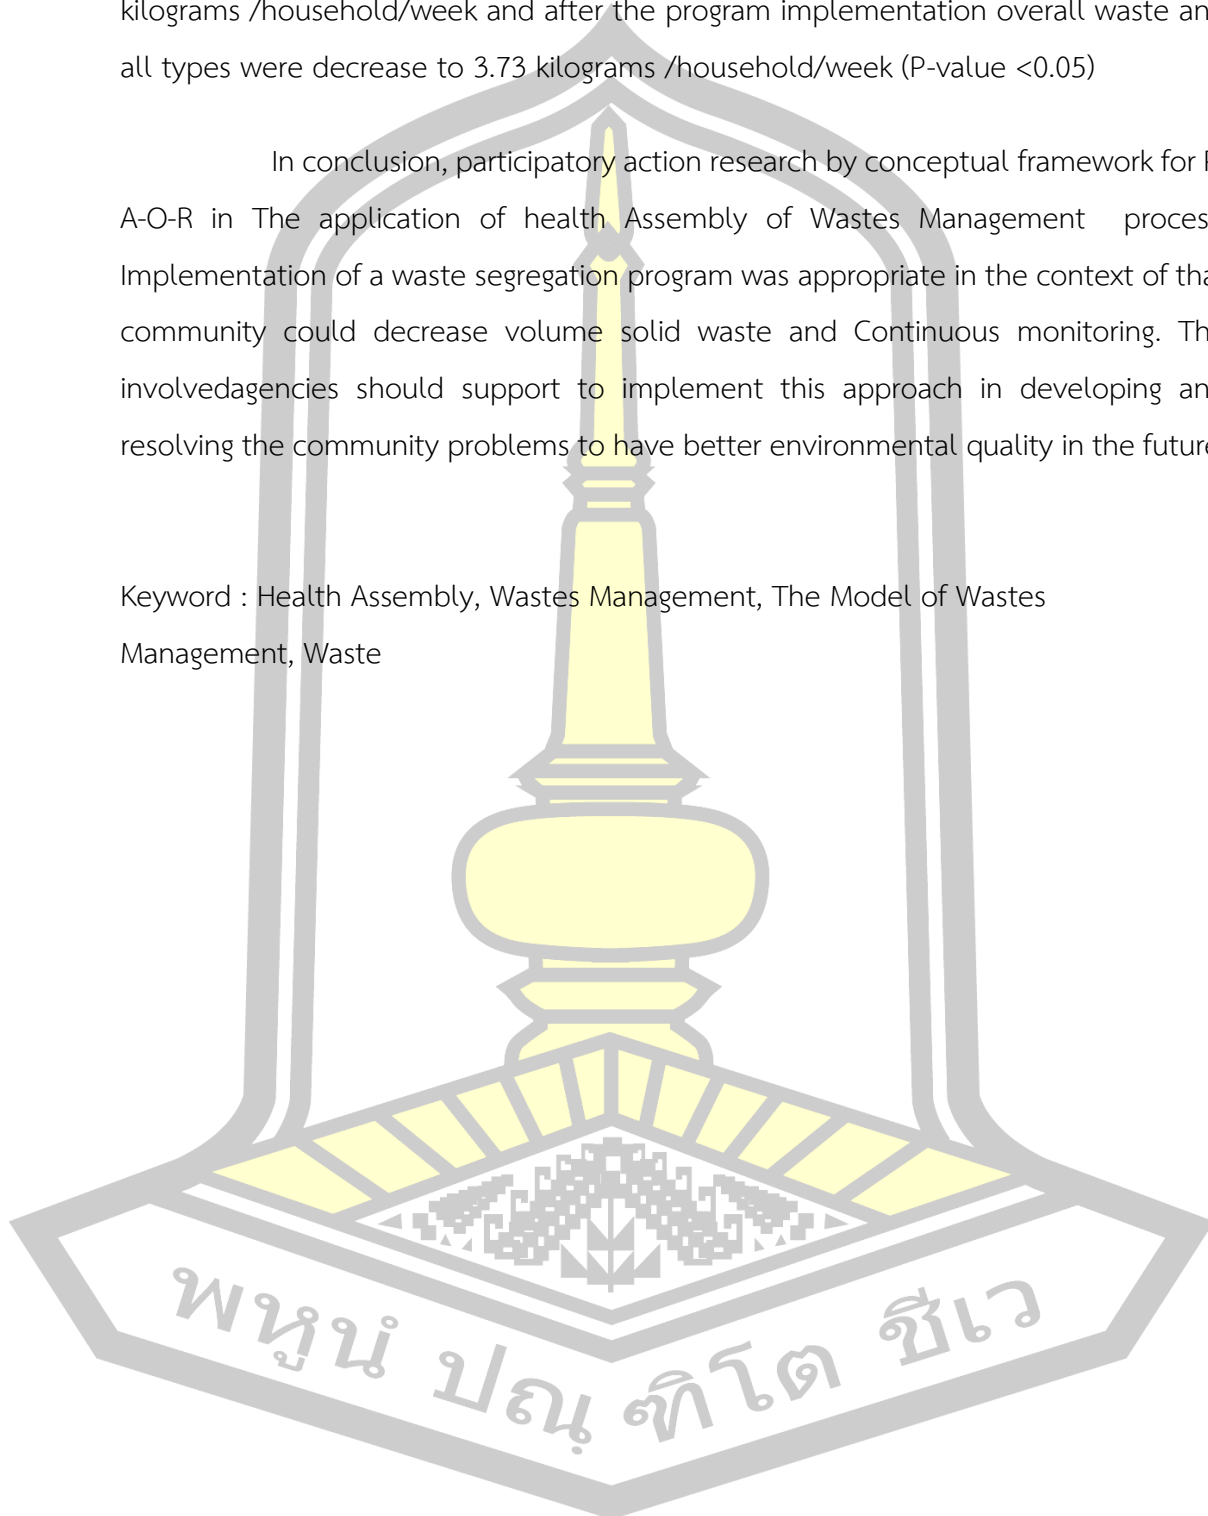 kilograms /household/week and after the program implementation overall waste an
all types were decrease to 3.73 kilograms /household/week (P-value <0.05)
In conclusion, participatory action research by conceptual framework for P
A-O-R in The application of health Assembly of Wastes Management proces
Implementation of a waste segregation program was appropriate in the context of tha
community could decrease volume solid waste and Continuous monitoring. Th
involvedagencies should support to implement this approach in developing an
resolving the community problems to have better environmental quality in the future
Keyword : Health Assembly, Wastes Management, The Model of Wastes
Management, Waste
พหูนํ ปณฺฑิโต ชีเว